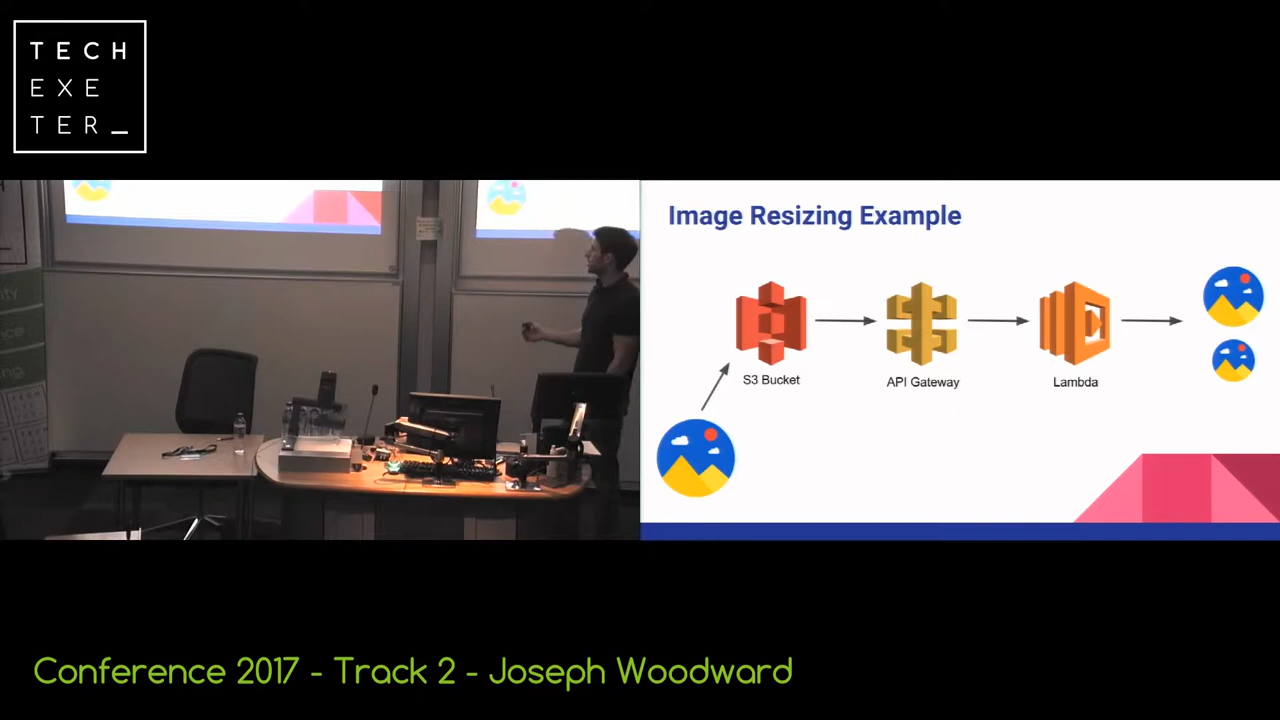 TECH
EXE
TER_
Image Resizing Example
S3 Bucket
API Gateway
Lambda
Conference 2017 - Track 2 - Joseph Woodward